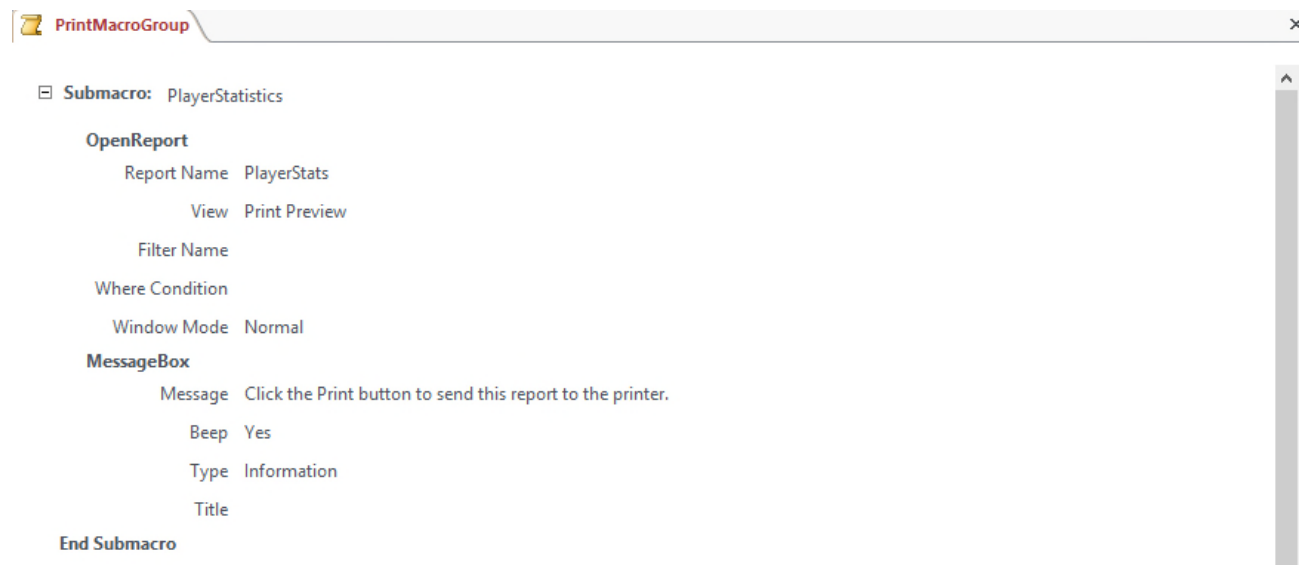 PrintMacroGroup
Submacro: PlayerStatistics
OpenReport
Report Name PlayerStats
View Print Preview
Filter Name
Where Condition
Window Mode Normal
MessageBox
Message Click the Print button to send this report to the printer.
Beep Yes
Type Information
Title
End Submacro